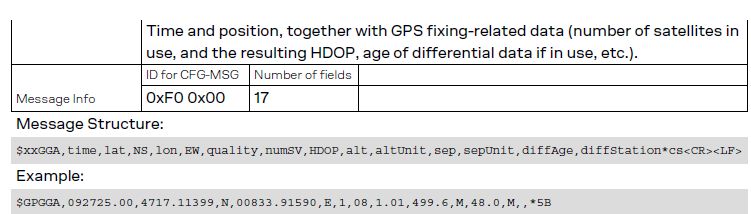 Time and position, together with GPS fixing-related data (number of satellites in
use, and the resulting HDOP, age of differential data if in use, etc.).
ID for CFG-MSG Number of fields
Message Info 0xF0 0x00 17
Message Structure:
$xxGGA,time,lat,NS,lon,EW,quality,numSV,HDOP,alt,altUnit,sep,sepUnit,diffAge,diffStation*cs<CR><LF>
Example:
$GPGGA,092725.00,4717.11399,N,00833.91590,E,1,08,1.01,499.6,M,48.0,M,,*5B